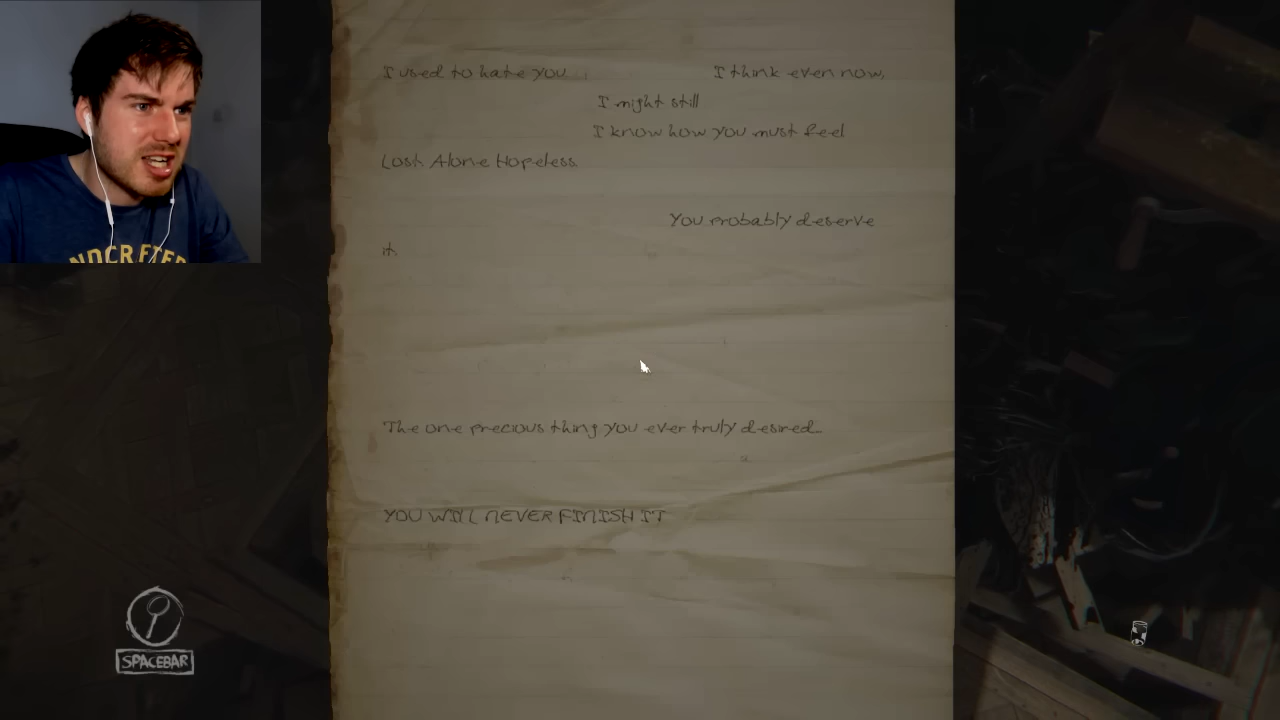 I used to hate you I think even now,
I might still
I know how you must feel
Lost. Alone. Hopeless.
You probably deserve
it.
The one precious thing you ever truly desired...
YOU WILL NEVER FINISH IT
SPACEBAR